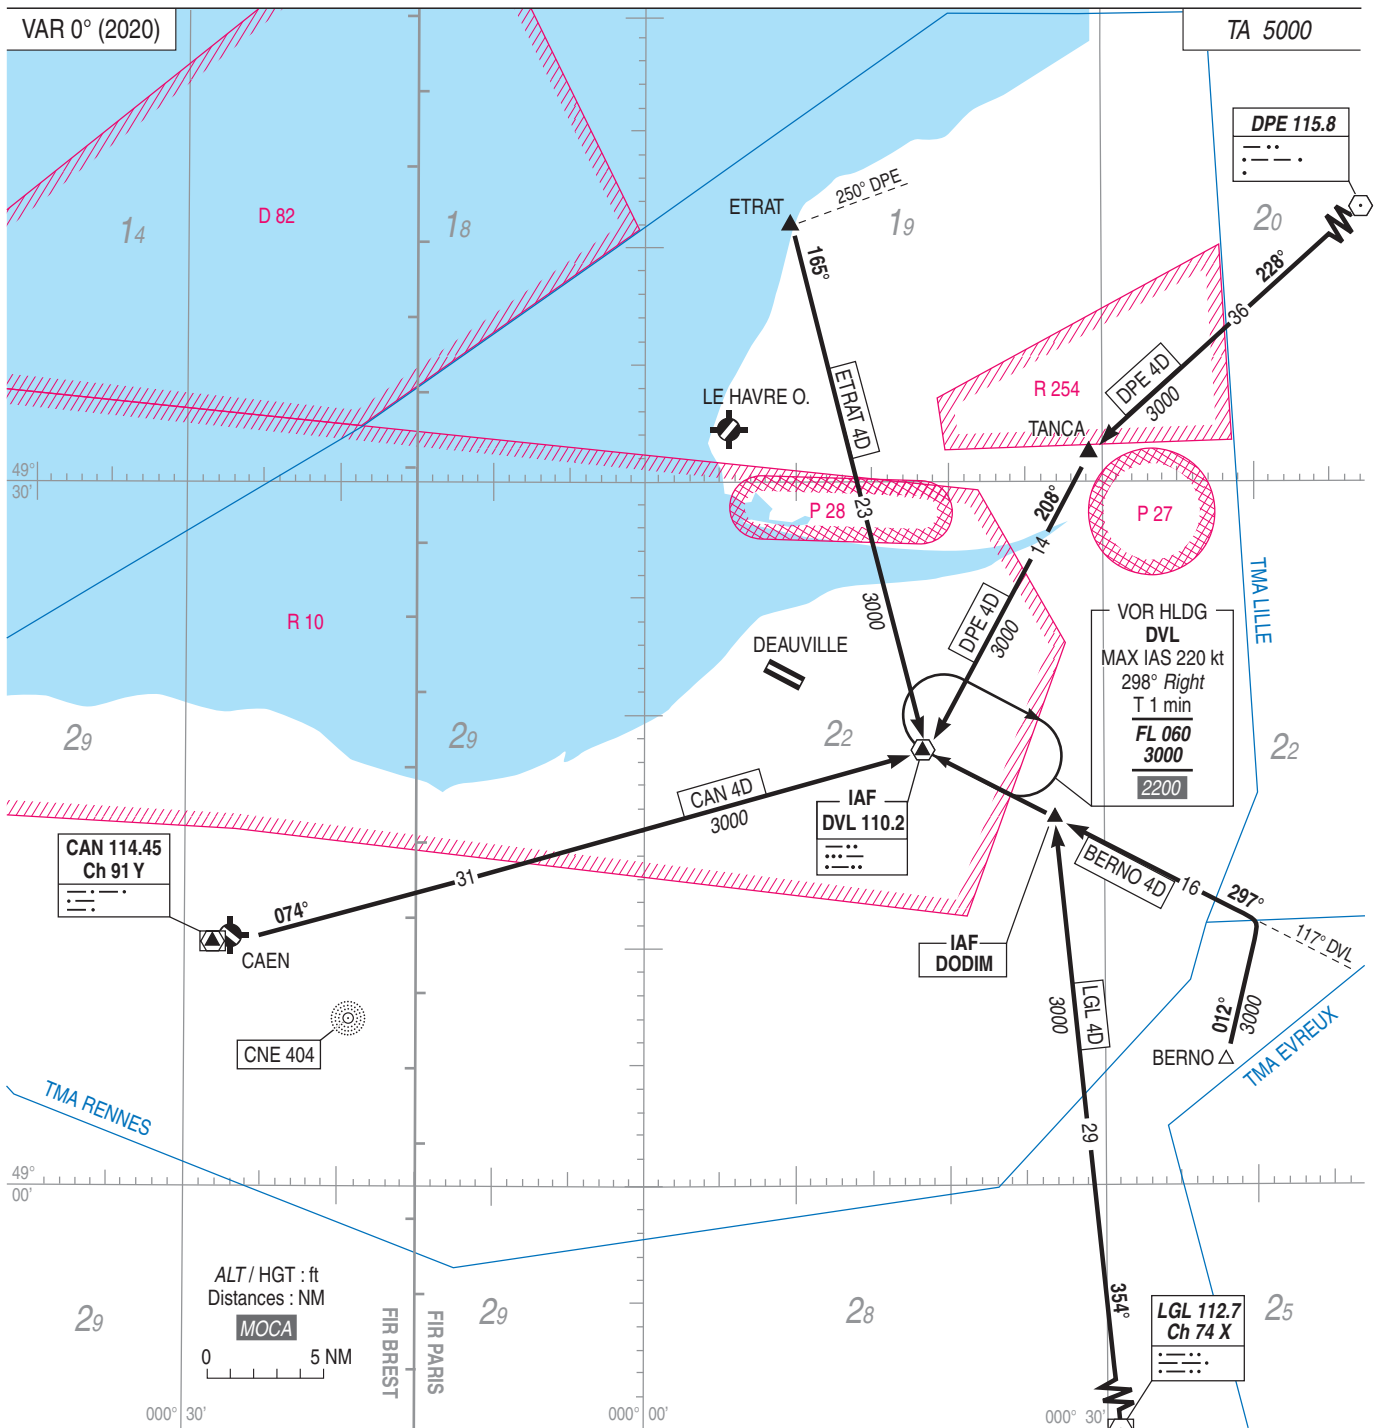 VAR 0° (2020)
TA 5000
DPE 115.8
D 82
14
18
19
20
ETRAT
250° DPE
165°
228°
36
ETRAT 4D
DPE 4D
3000
R 254
LE HAVRE O.
TANCA
49°
30'
P 28
23
208°
P 27
14
TMA LILLE
R 10
3000
DPE 4D
3000
DEAUVILLE
VOR HLDG
DVL
MAX IAS 220 kt
298° Right
T 1 min
FL 060
3000
2200
29
29
22
22
CAN 4D
3000
IAF
DVL 110.2
CAN 114.45
Ch 91 Y
31
074°
BERNO 4D
16
297°
117° DVL
CAEN
IAF
DODIM
LGL 4D
3000
012°
3000
CNE 404
BERNO
TMA EVREUX
TMA RENNES
29
49°
00'
ALT / HGT : ft
Distances : NM
MOCA
0 5 NM
29
FIR BREST
FIR PARIS
29
28
354°
LGL 112.7
Ch 74 X
25
000° 30'
000° 00'
000° 30'